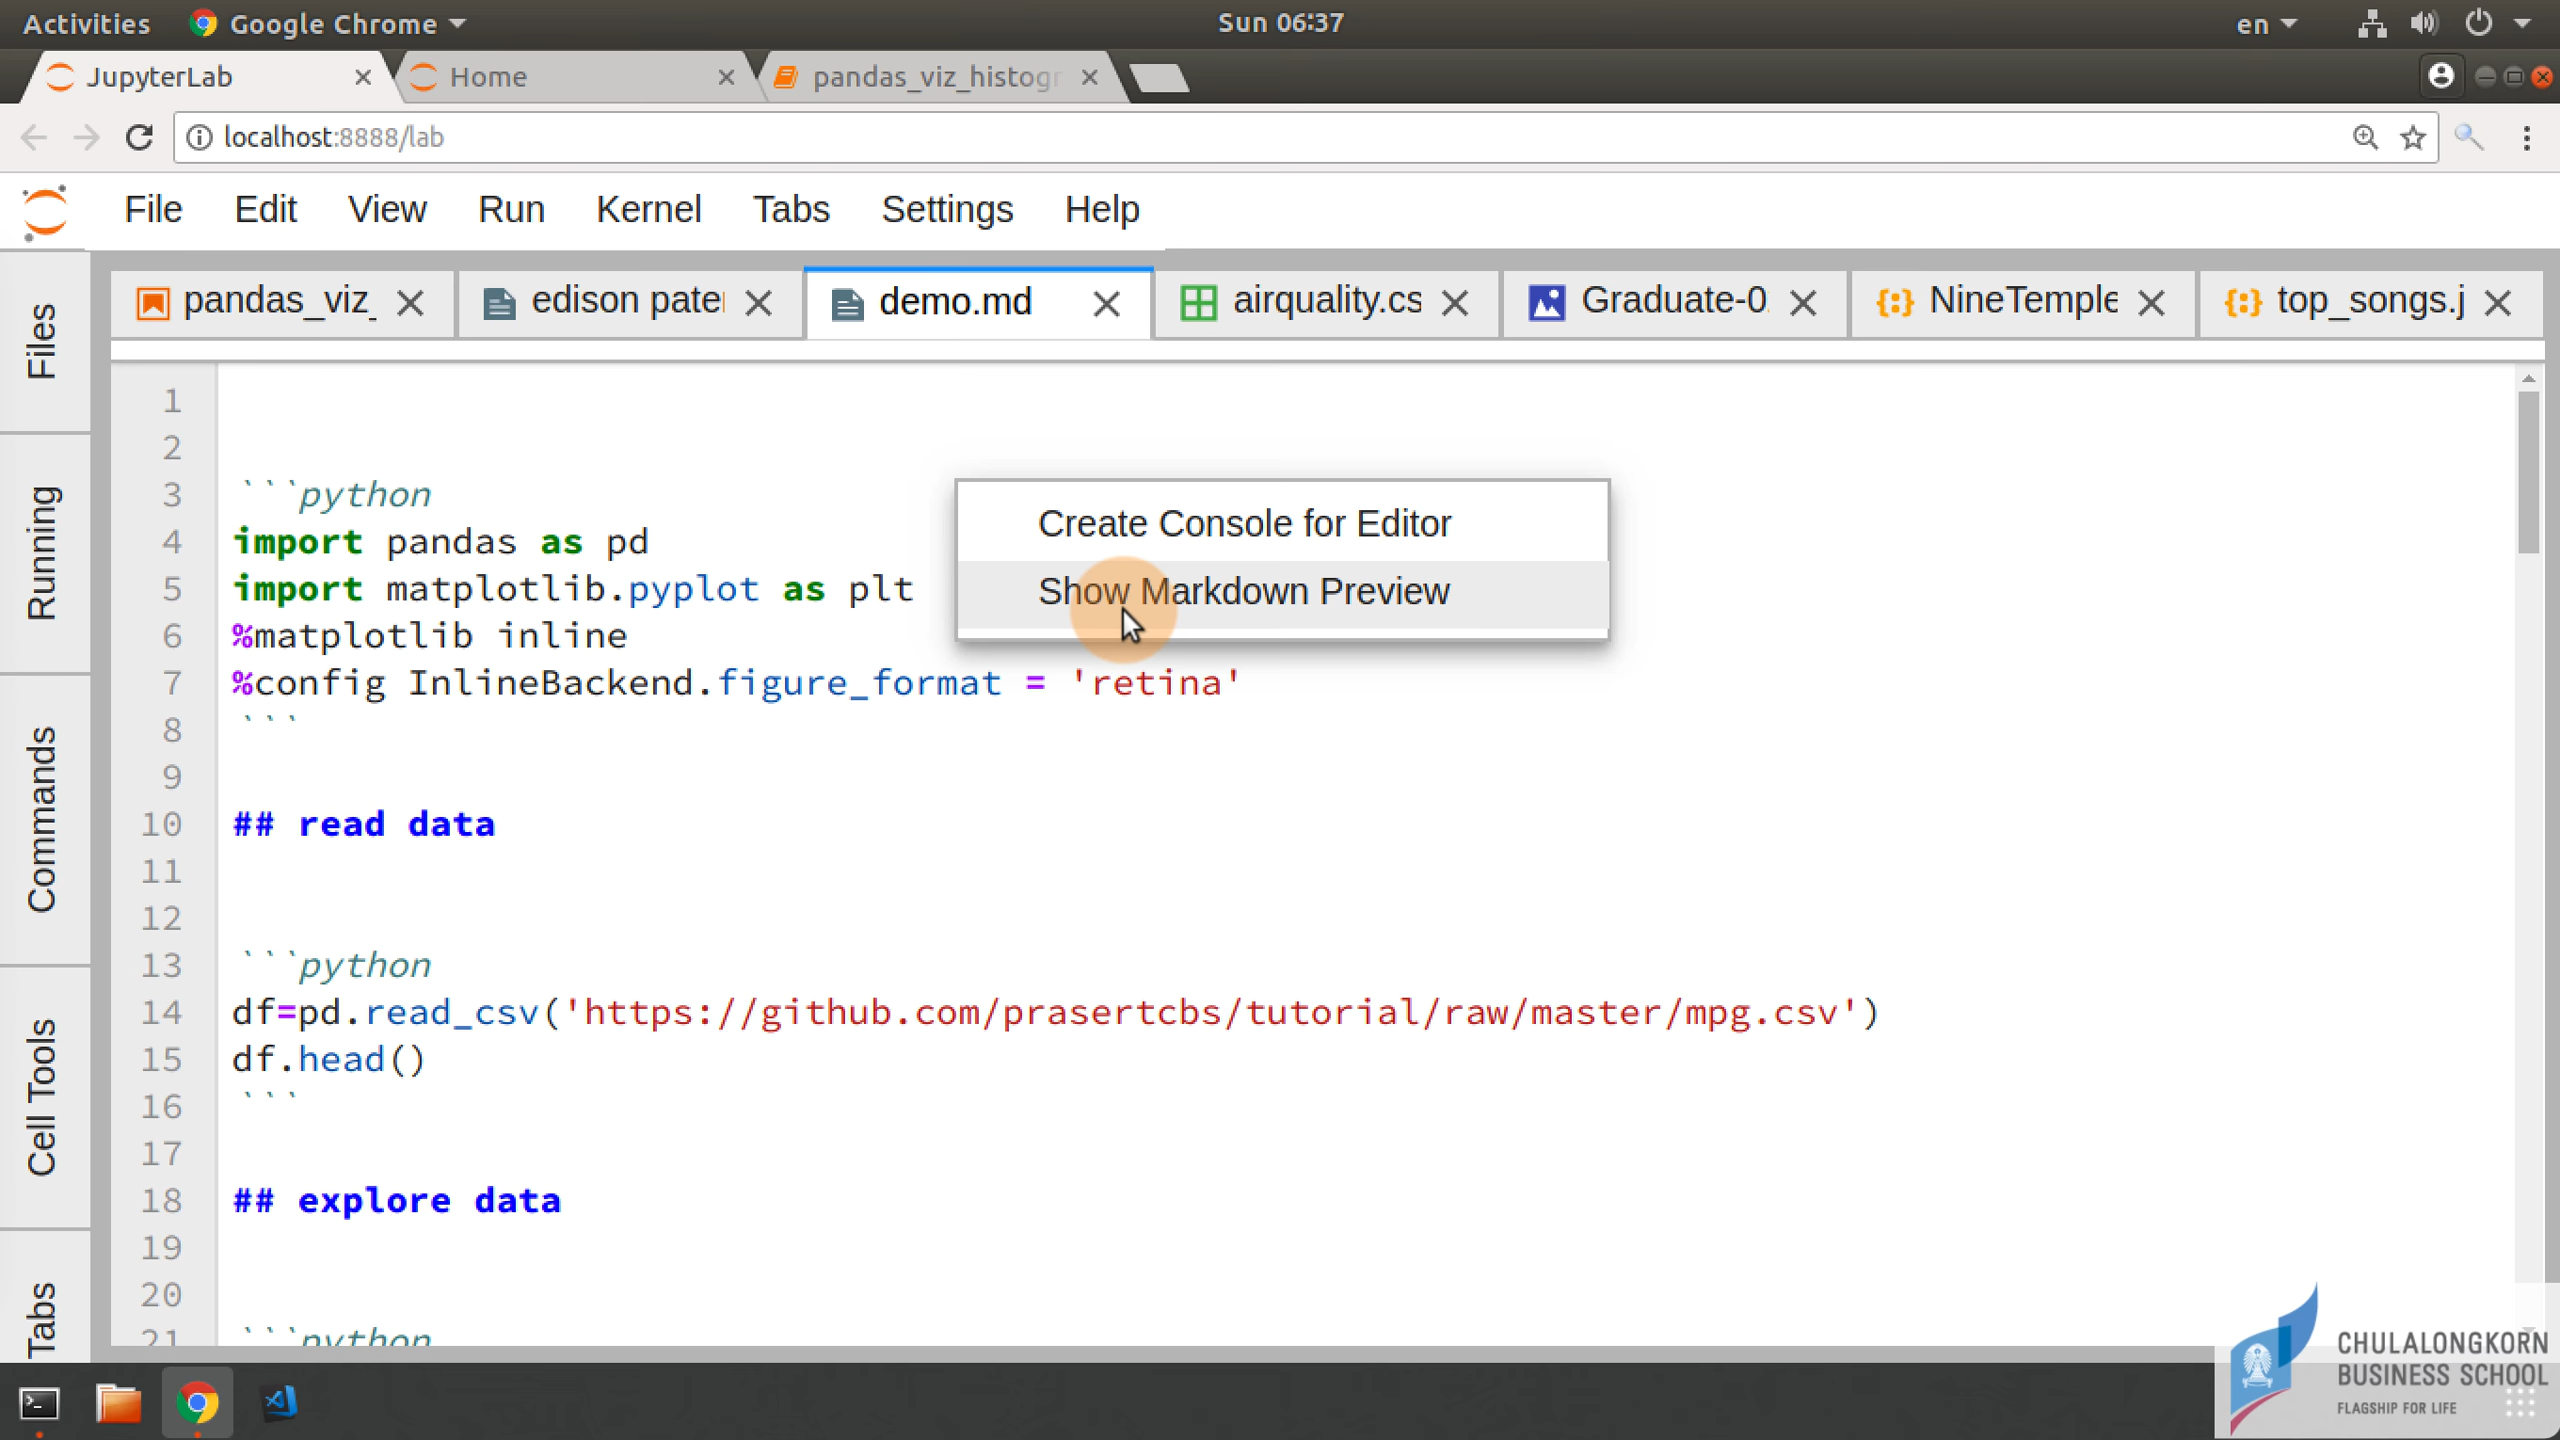 Activities Google Chrome Sun 06:37 en
JupyterLab Home pandas_viz_histogr
localhost:8888/lab
File Edit View Run Kernel Tabs Settings Help
pandas_viz_ edison pate demo.md airquality.cs Graduate-0 NineTemple top_songs.j
Files
Running
Commands
Cell Tools
Tabs
1
2
3 ```python
4 import pandas as pd
5 import matplotlib.pyplot as plt
6 %matplotlib inline
7 %config InlineBackend.figure_format = 'retina'
8 ```
9
10 ## read data
11
12
13 ```python
14 df=pd.read_csv('https://github.com/prasertcbs/tutorial/raw/master/mpg.csv')
15 df.head()
16 ```
17
18 ## explore data
19
20
21 ```python
Create Console for Editor
Show Markdown Preview
CHULALONGKORN
BUSINESS SCHOOL
FLAGSHIP FOR LIFE